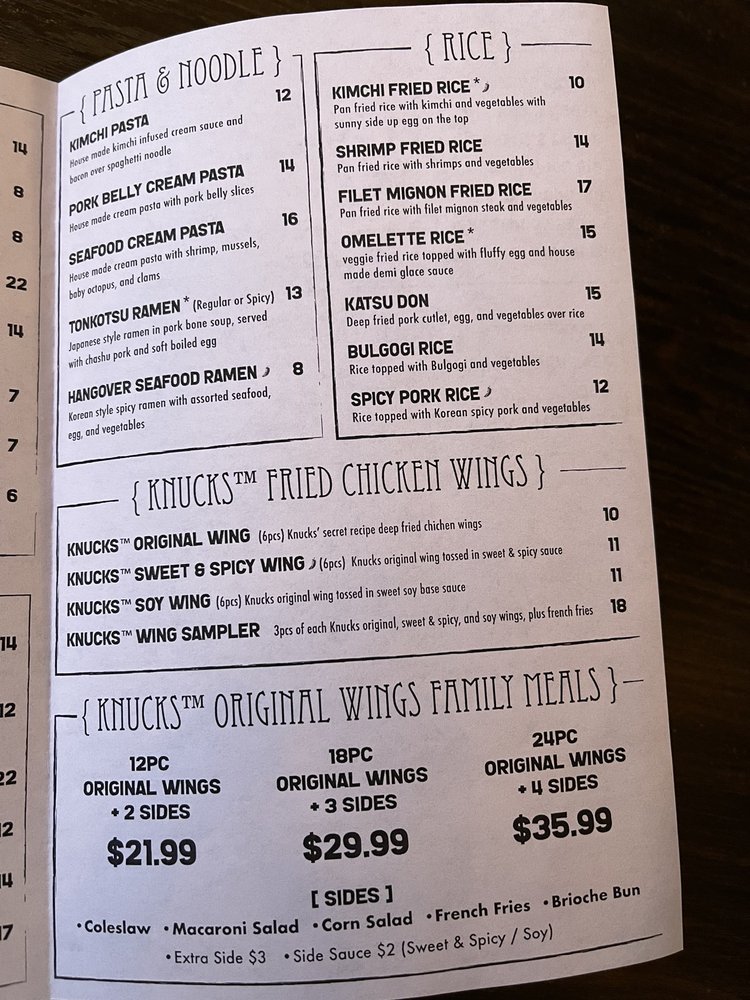 14
8
8
22
14
7
7
6
14
12
22
12
14
17
{ PASTA & NOODLE }
KIMCHI PASTA 12
House made kimchi infused cream sauce and
bacon over spaghetti noodle
PORK BELLY CREAM PASTA 14
House made cream pasta with pork belly slices
SEAFOOD CREAM PASTA 16
House made cream pasta with shrimp, mussels,
baby octopus, and clams
TONKOTSU RAMEN * (Regular or Spicy) 13
Japanese style ramen in pork bone soup, served
with chashu pork and soft boiled egg
HANGOVER SEAFOOD RAMEN 8
Korean style spicy ramen with assorted seafood,
egg, and vegetables
{ RICE }
KIMCHI FRIED RICE * 10
Pan fried rice with kimchi and vegetables with
sunny side up egg on the top
SHRIMP FRIED RICE 14
Pan fried rice with shrimps and vegetables
FILET MIGNON FRIED RICE 17
Pan fried rice with filet mignon steak and vegetables
OMELETTE RICE * 15
veggie fried rice topped with fluffy egg and house
made demi glace sauce
KATSU DON 15
Deep fried pork cutlet, egg, and vegetables over rice
BULGOGI RICE 14
Rice topped with Bulgogi and vegetables
SPICY PORK RICE 12
Rice topped with Korean spicy pork and vegetables
{ KNUCKS™ FRIED CHICKEN WINGS }
KNUCKS™ ORIGINAL WING (6pcs) Knucks' secret recipe deep fried chichen wings 10
KNUCKS™ SWEET & SPICY WING (6pcs) Knucks original wing tossed in sweet & spicy sauce 11
KNUCKS™ SOY WING (6pcs) Knucks original wing tossed in sweet soy base sauce 11
KNUCKS™ WING SAMPLER 3pcs of each Knucks original, sweet & spicy, and soy wings, plus french fries 18
{ KNUCKS™ ORIGINAL WINGS FAMILY MEALS }
12PC
ORIGINAL WINGS
+ 2 SIDES
$21.99
18PC
ORIGINAL WINGS
+ 3 SIDES
$29.99
24PC
ORIGINAL WINGS
+ 4 SIDES
$35.99
[ SIDES ]
•Coleslaw •Macaroni Salad •Corn Salad •French Fries •Brioche Bun
•Extra Side $3 •Side Sauce $2 (Sweet & Spicy / Soy)